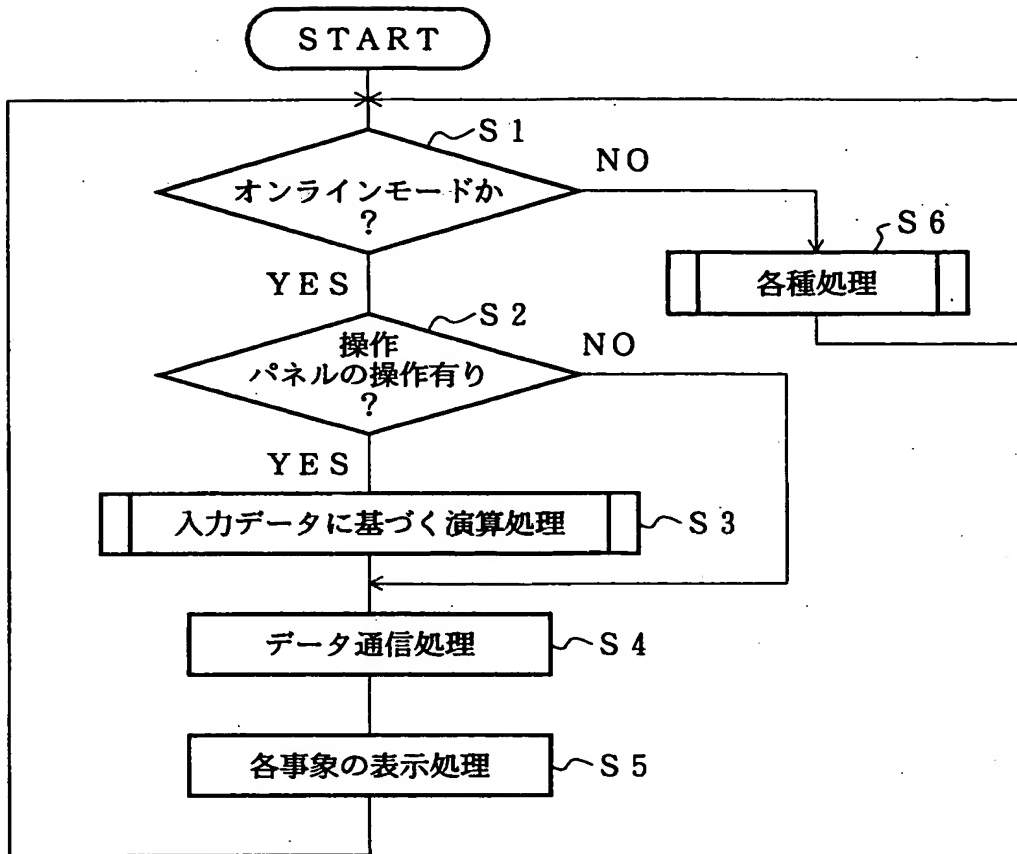 START
S1
オンラインモードか
?
NO
YES
S6
各種処理
S2
操作
パネルの操作有り
?
NO
YES
入力データに基づく演算処理
S3
データ通信処理
S4
各事象の表示処理
S5